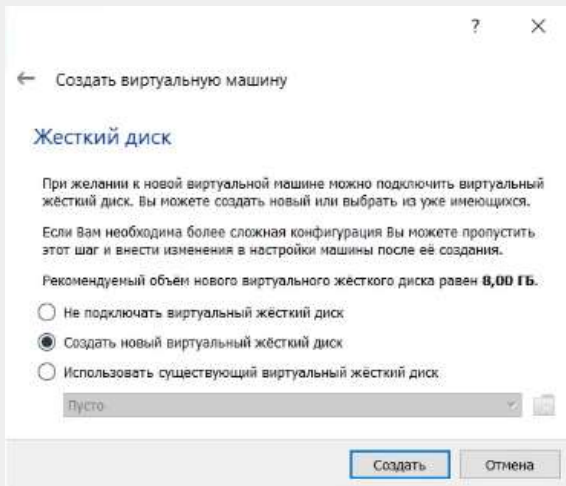 ?
Создать виртуальную машину
Жесткий диск
При желании к новой виртуальной машине можно подключить виртуальный
жёсткий диск. Вы можете создать новый или выбрать из уже имеющихся.
Если Вам необходима более сложная конфигурация Вы можете пропустить
этот шаг и внести изменения в настройки машины после её создания.
Рекомендуемый объём нового виртуального жёсткого диска равен 8,00 ГБ.
Не подключать виртуальный жёсткий диск
Создать новый виртуальный жёсткий диск
Использовать существующий виртуальный жёсткий диск
Пусто
Создать Отмена